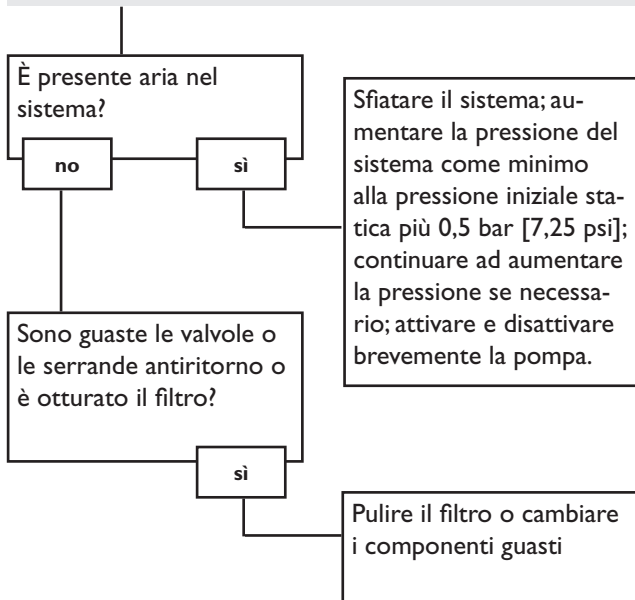 È presente aria nel
sistema?
no
sì
Sfiatare il sistema; au-
mentare la pressione del
sistema come minimo
alla pressione iniziale sta-
tica più 0,5 bar [7,25 psi];
continuare ad aumentare
la pressione se necessa-
rio; attivare e disattivare
brevemente la pompa.
Sono guaste le valvole o
le serrande antiritorno o
è otturato il filtro?
sì
Pulire il filtro o cambiare
i componenti guasti